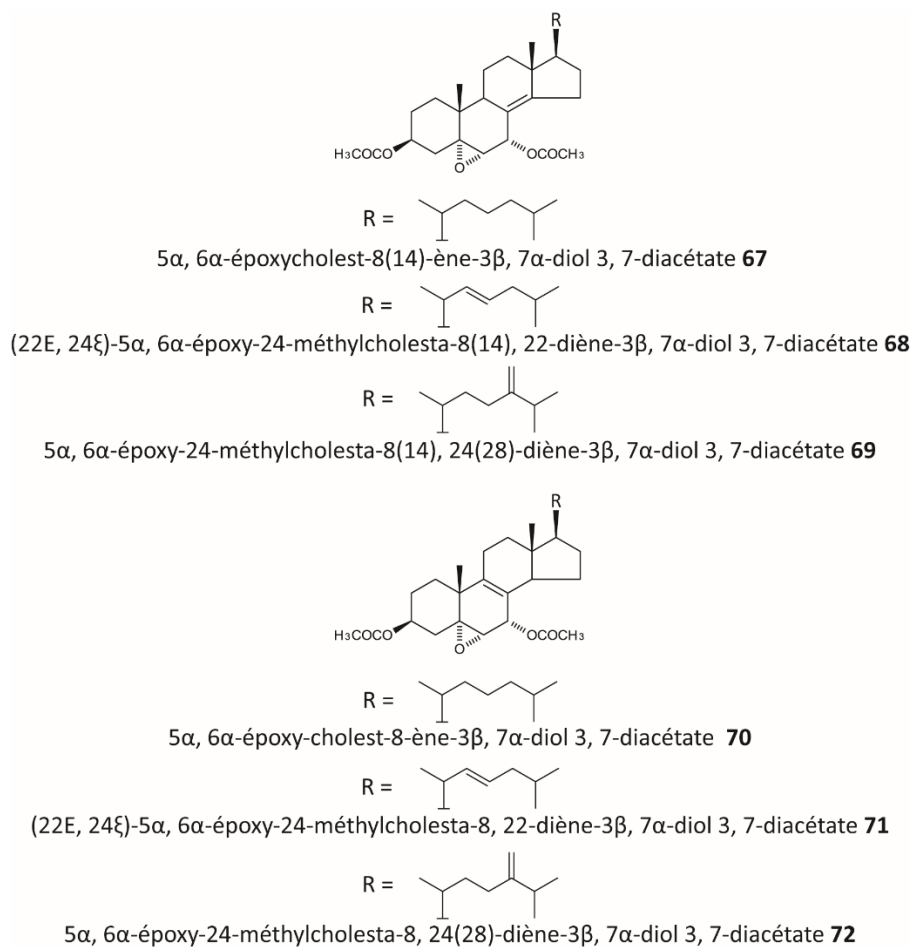 R
H₃COCO
O
OCOCH₃
R =
5α, 6α-époxycholest-8(14)-ène-3β, 7α-diol 3, 7-diacétate 67
R =
(22E, 24ξ)-5α, 6α-époxy-24-méthylcholesta-8(14), 22-diène-3β, 7α-diol 3, 7-diacétate 68
R =
5α, 6α-époxy-24-méthylcholesta-8(14), 24(28)-diène-3β, 7α-diol 3, 7-diacétate 69
R
H₃COCO
O
OCOCH₃
R =
5α, 6α-époxy-cholest-8-ène-3β, 7α-diol 3, 7-diacétate 70
R =
(22E, 24ξ)-5α, 6α-époxy-24-méthylcholesta-8, 22-diène-3β, 7α-diol 3, 7-diacétate 71
R =
5α, 6α-époxy-24-méthylcholesta-8, 24(28)-diène-3β, 7α-diol 3, 7-diacétate 72